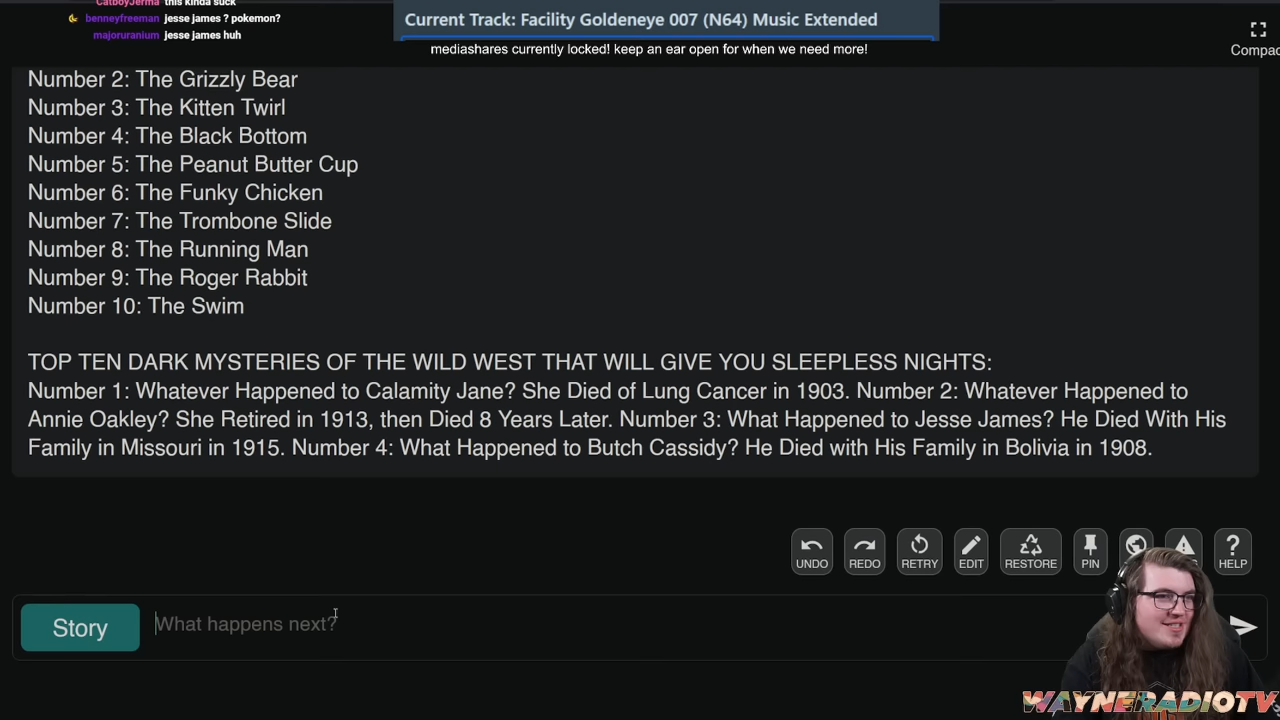 CatboyJerma this kinda suck
benneyfreeman jesse james ? pokemon?
majoruranium jesse james huh
Current Track: Facility Goldeneye 007 (N64) Music Extended
mediashares currently locked! keep an ear open for when we need more!
Compac
Number 2: The Grizzly Bear
Number 3: The Kitten Twirl
Number 4: The Black Bottom
Number 5: The Peanut Butter Cup
Number 6: The Funky Chicken
Number 7: The Trombone Slide
Number 8: The Running Man
Number 9: The Roger Rabbit
Number 10: The Swim
TOP TEN DARK MYSTERIES OF THE WILD WEST THAT WILL GIVE YOU SLEEPLESS NIGHTS:
Number 1: Whatever Happened to Calamity Jane? She Died of Lung Cancer in 1903. Number 2: Whatever Happened to
Annie Oakley? She Retired in 1913, then Died 8 Years Later. Number 3: What Happened to Jesse James? He Died With His
Family in Missouri in 1915. Number 4: What Happened to Butch Cassidy? He Died with His Family in Bolivia in 1908.
UNDO REDO RETRY EDIT RESTORE PIN HELP
Story What happens next?
WAYNERADIOTV